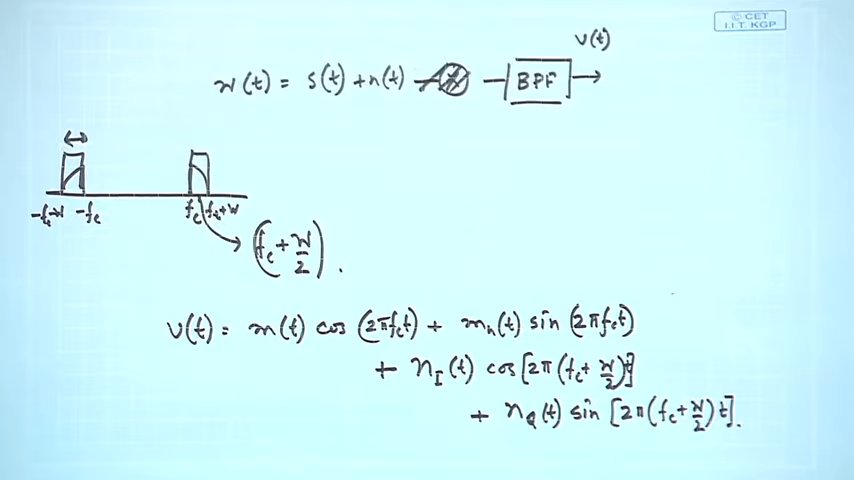 © CET
I.I.T. KGP
v(t)
r(t) = s(t) + n(t) BPF
-fc-W -fc fc fc+W
(fc + W/2).
v(t) = m(t) cos (2πfct) + mh(t) sin (2πfct)
+ nI(t) cos[2π(fc + W/2)t]
+ nQ(t) sin [2π(fc + W/2)t].